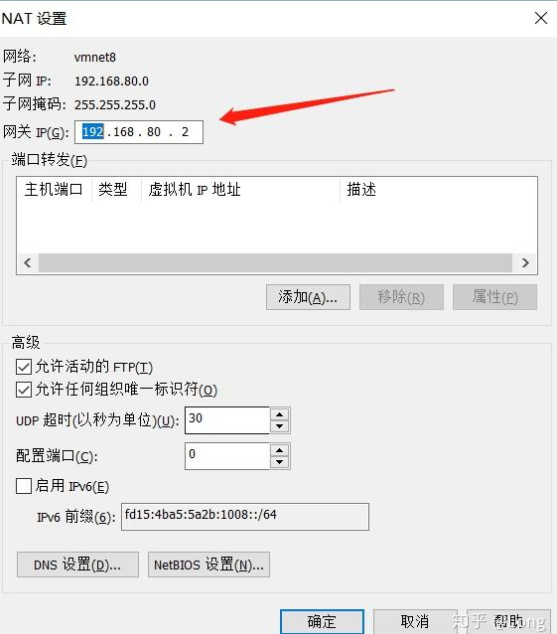 NAT 设置
网络: vmnet8
子网 IP: 192.168.80.0
子网掩码: 255.255.255.0
网关 IP(G): 192 . 168 . 80 . 2
端口转发(F)
主机端口 类型 虚拟机 IP 地址 描述
添加(A)... 移除(R) 属性(P)
高级
允许活动的 FTP(T)
允许任何组织唯一标识符(O)
UDP 超时(以秒为单位)(U): 30
配置端口(C): 0
启用 IPv6(E)
IPv6 前缀(6): fd15:4ba5:5a2b:1008::/64
DNS 设置(D)... NetBIOS 设置(N)...
确定 取消 帮助
知乎